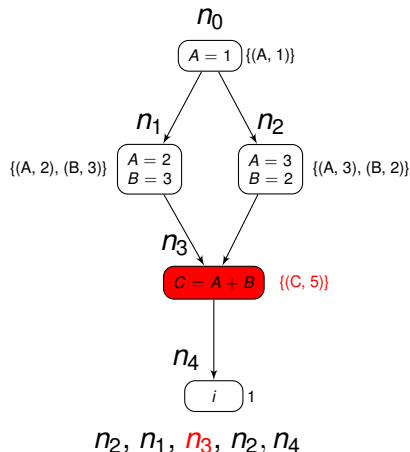 n₀
A = 1 {(A, 1)}
n₁ n₂
{(A, 2), (B, 3)} A = 2 A = 3 {(A, 3), (B, 2)}
B = 3 B = 2
n₃
C = A + B {(C, 5)}
n₄
i 1
n₂, n₁, n₃, n₂, n₄